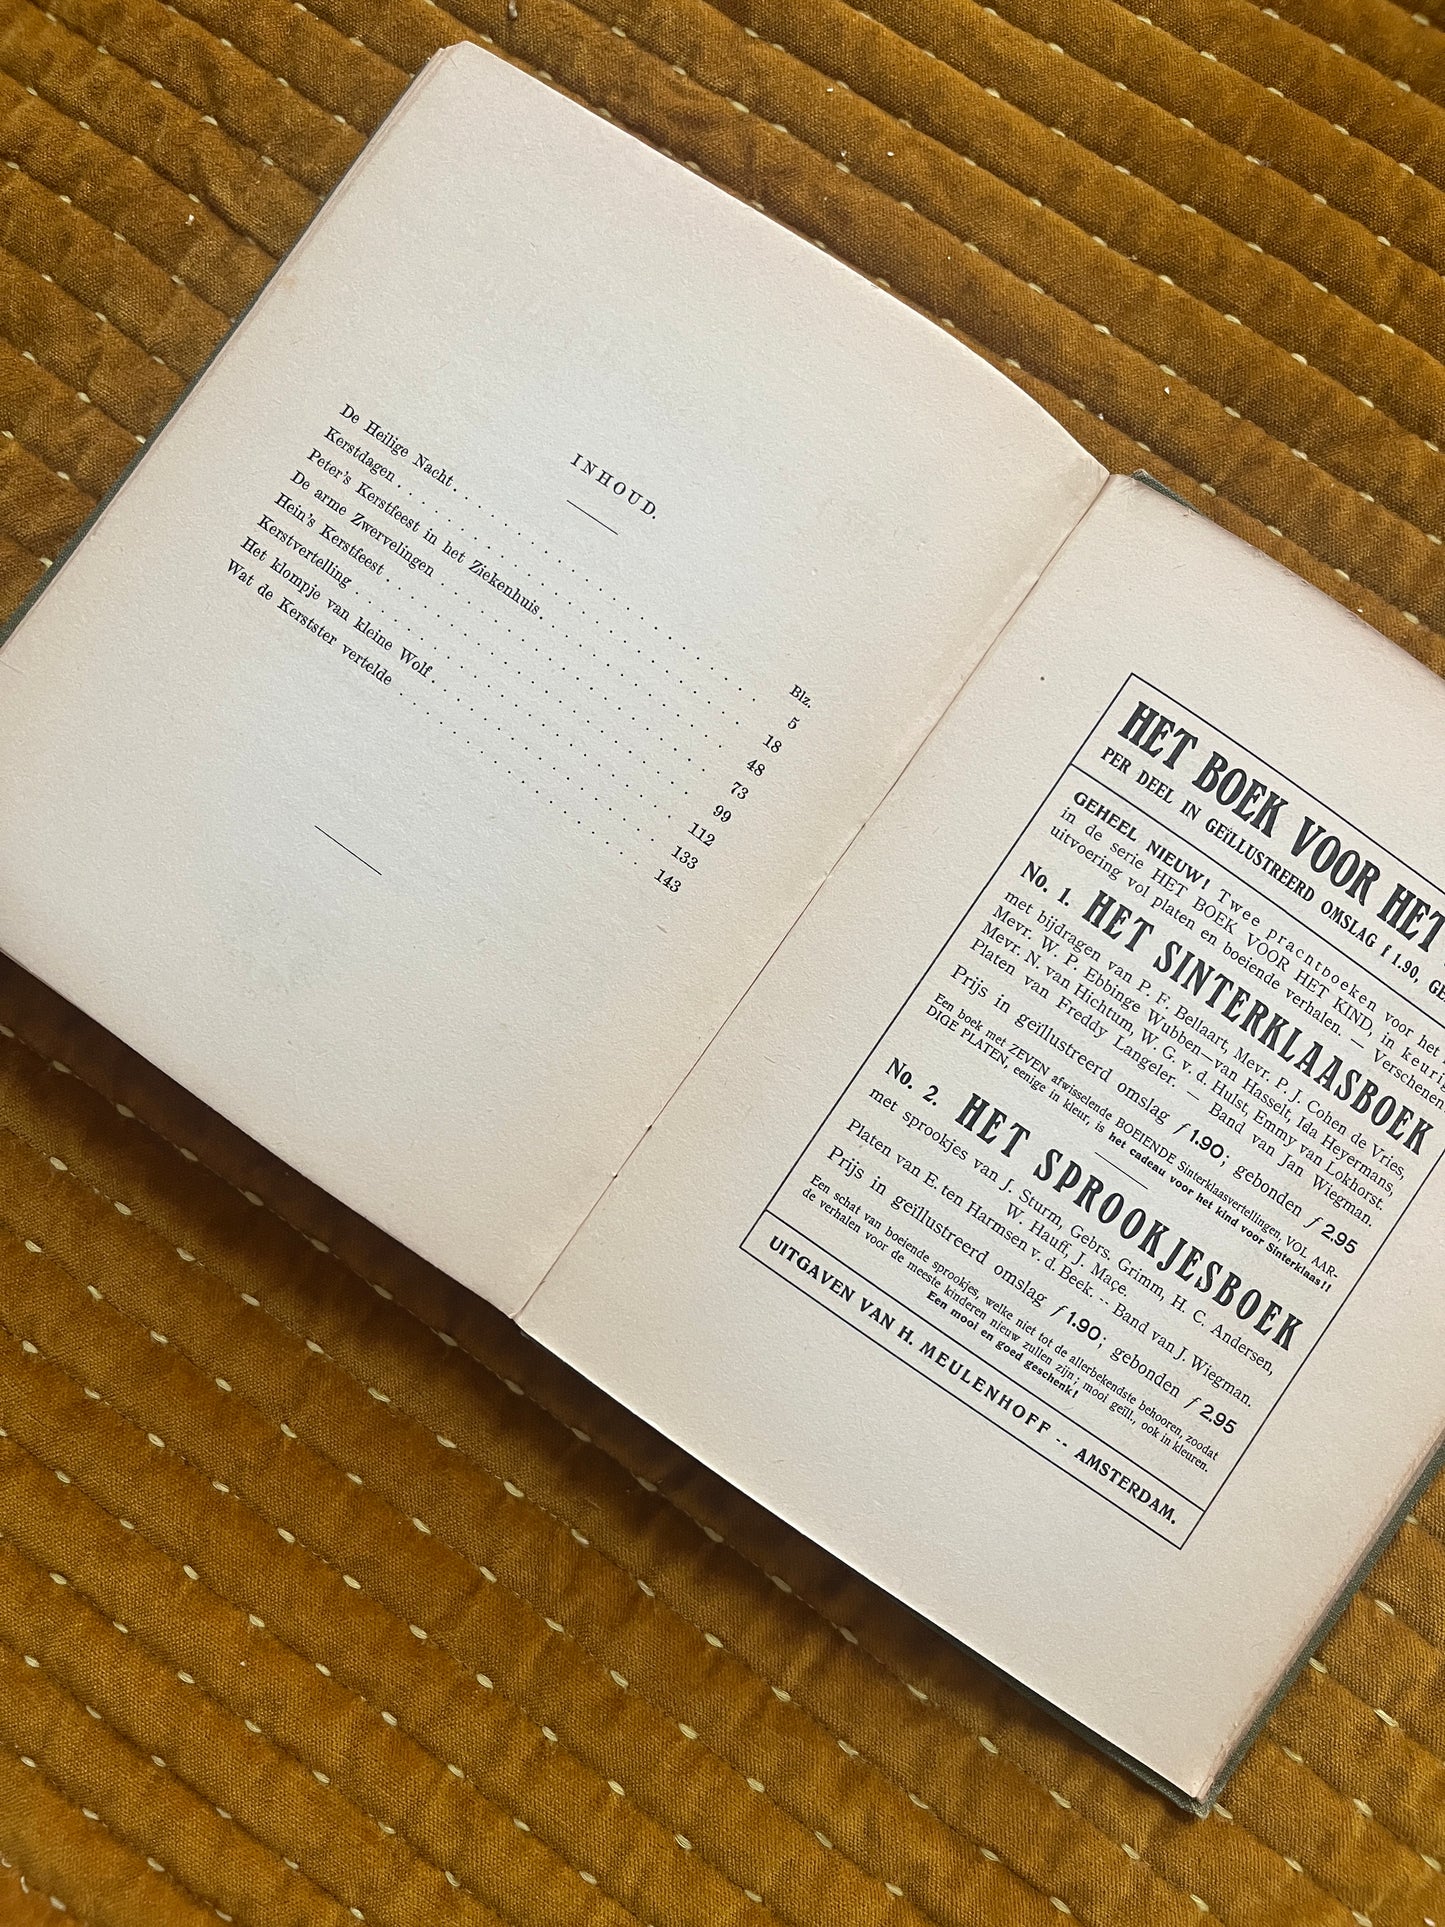 INHOUD.
Blz.
De Heilige Nacht. . . . . . . . . . . . . . 5
Kerstdagen . . . . . . . . . . . . . . . . 18
Peter's Kerstfeest in het Ziekenhuis. . . . . . . . . 48
De arme Zwervelingen . . . . . . . . . . . . 73
Hein's Kerstfeest . . . . . . . . . . . . . . 99
Kerstvertelling . . . . . . . . . . . . . . . 112
Het klompje van kleine Wolf. . . . . . . . . . . 133
Wat de Kerstster vertelde . . . . . . . . . . . 143
HET BOEK VOOR HET
PER DEEL IN GEÏLLUSTREERD OMSLAG f 1.90,
GEHEEL NIEUW! Twee prachtboeken voor het
in de serie HET BOEK VOOR HET KIND, in
uitvoering vol platen en boeiende verhalen. — Verschenen
No. 1. HET SINTERKLAASBOEK
met bijdragen van P. F. Bellaart, Mevr. P. J. Cohen de Vries,
Mevr. W. P. Ebbinge Wubben—van Hasselt, Ida Heyermans,
Mevr. N. van Hichtum, W. G. v. d. Hulst, Emmy van Lokhorst.
Platen van Freddy Langeler. — Band van Jan Wiegman.
Prijs in geïllustreerd omslag f 1.90; gebonden f 2.95
Een boek met ZEVEN afwisselende BOEIENDE Sinterklaasvertellingen, VOL AAR-
DIGE PLATEN, eenige in kleur, is het cadeau voor het kind voor Sinterklaas!!
No. 2. HET SPROOKJESBOEK
met sprookjes van J. Sturm, Gebrs. Grimm, H. C. Andersen,
W. Hauff, J. Maçe.
Platen van E. ten Harmsen v. d. Beek. -- Band van J. Wiegman.
Prijs in geïllustreerd omslag f 1.90; gebonden f 2.95
Een schat van boeiende sprookjes, welke niet tot de allerbekendste behooren, zoodat
de verhalen voor de meeste kinderen nieuw zullen zijn; mooi geïll., ook in kleuren.
Een mooi en goed geschenk!
UITGAVEN VAN H. MEULENHOFF -- AMSTERDAM.